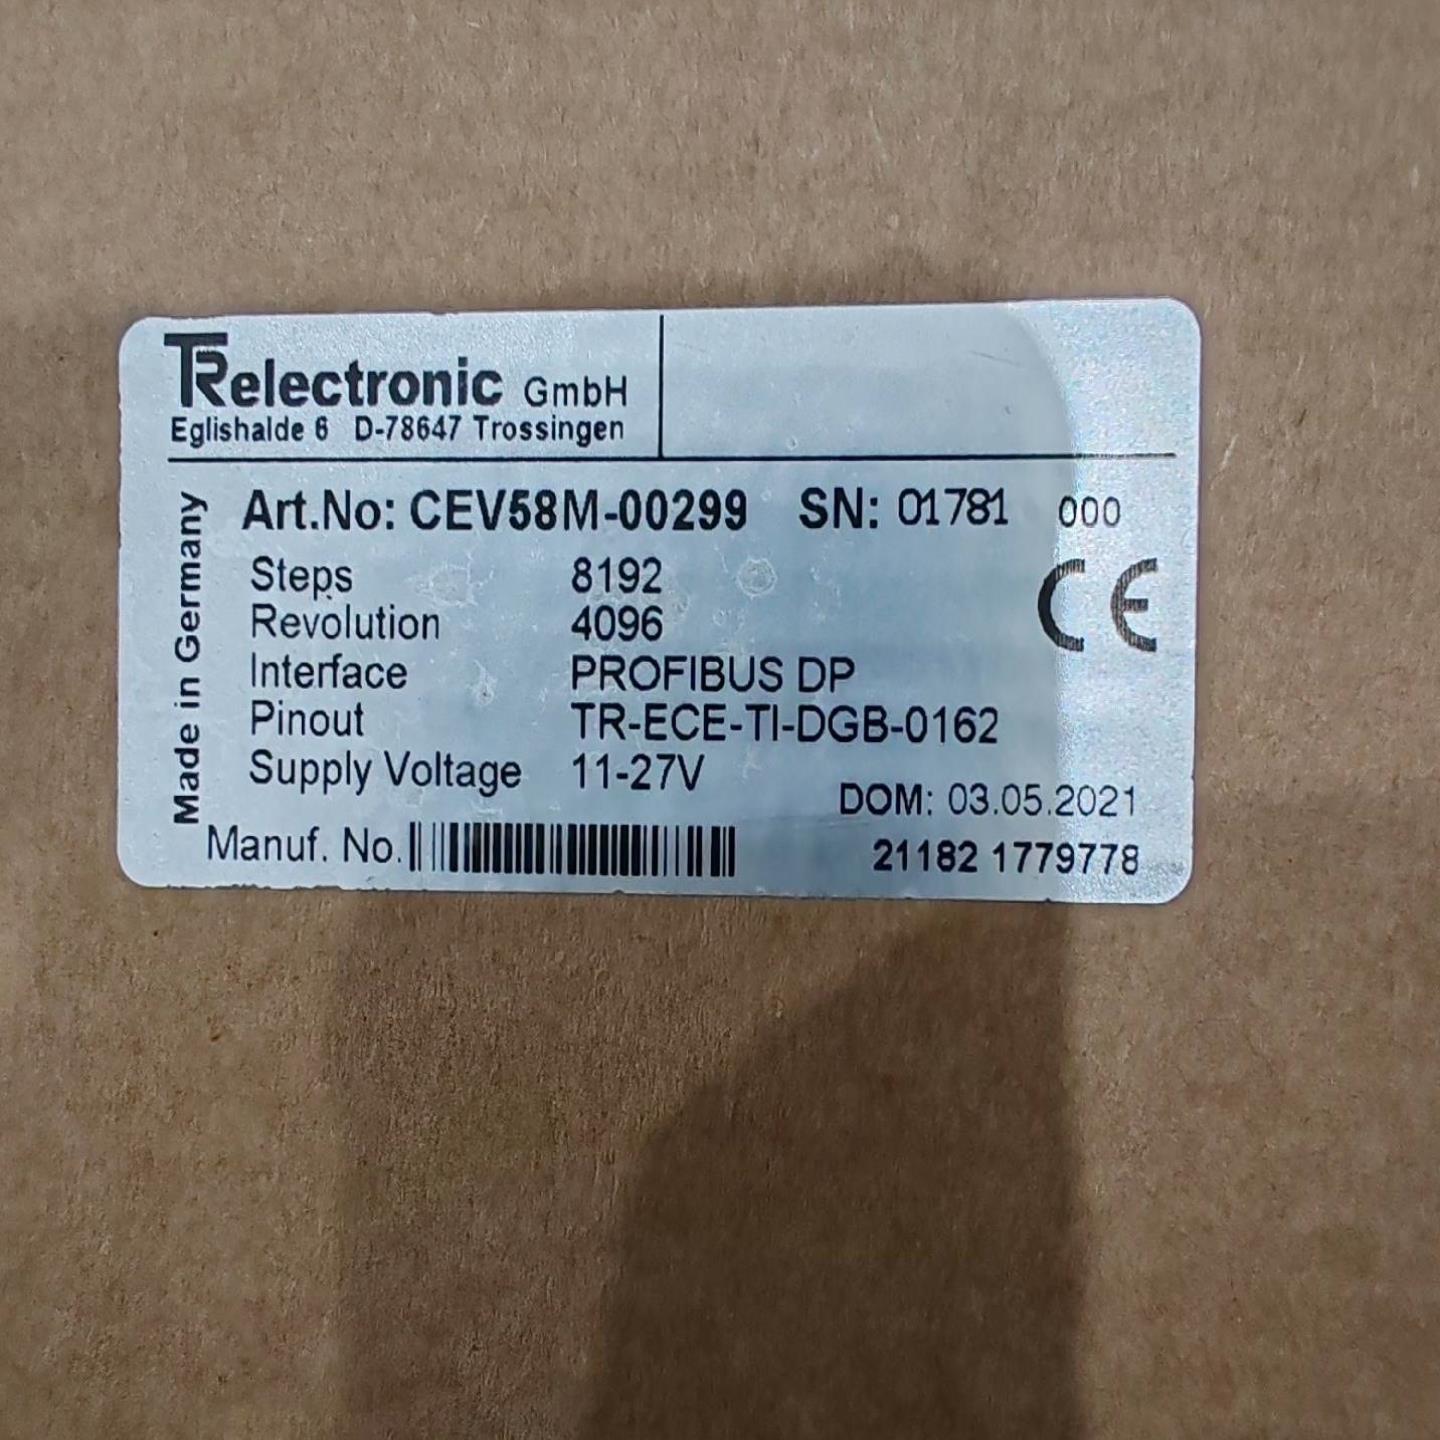 TRelectronic GmbH
Eglishalde 6 D-78647 Trossingen
Made in Germany
Art.No: CEV58M-00299 SN: 01781 000
Steps 8192
Revolution 4096
CE
Interface PROFIBUS DP
Pinout TR-ECE-TI-DGB-0162
Supply Voltage 11-27V
DOM: 03.05.2021
Manuf. No. 21182 1779778